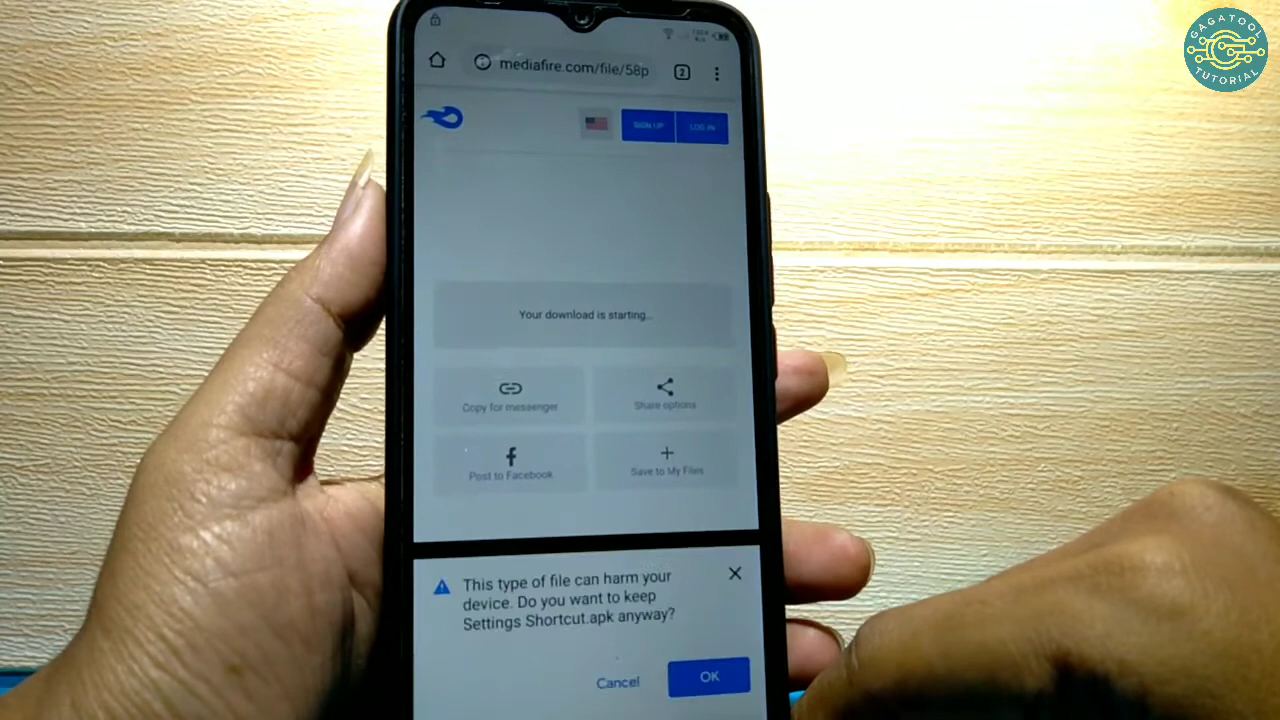 GAGATOOL
TUTORIAL
mediafire.com/file/58p
2
SIGN UP
LOG IN
Your download is starting...
Copy for messenger
Share options
Post to Facebook
Save to My Files
This type of file can harm your
device. Do you want to keep
Settings Shortcut.apk anyway?
Cancel
OK